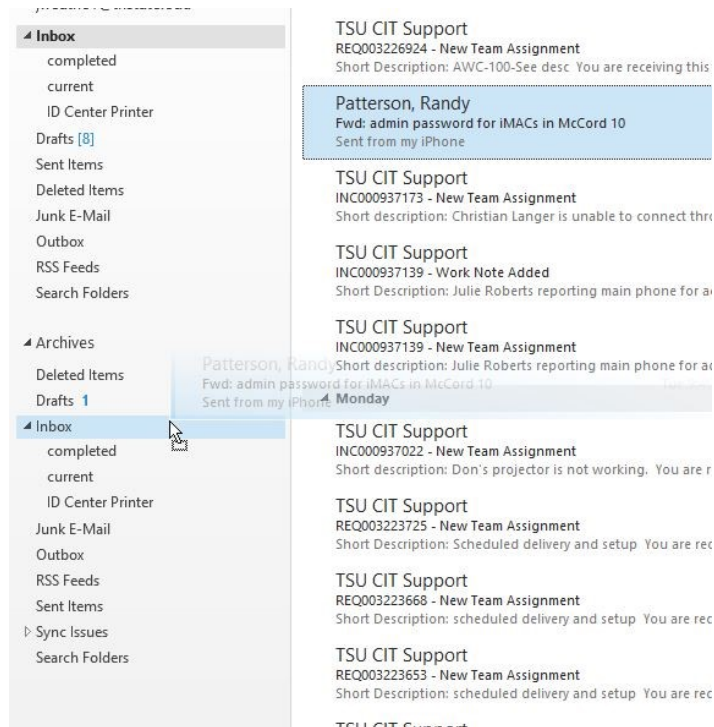 Inbox
completed
current
ID Center Printer
Drafts [8]
Sent Items
Deleted Items
Junk E-Mail
Outbox
RSS Feeds
Search Folders
Archives
Deleted Items
Drafts 1
Inbox
completed
current
ID Center Printer
Junk E-Mail
Outbox
RSS Feeds
Sent Items
Sync Issues
Search Folders
Patterson, Randy
Fwd: admin password for iMACs in McCord 10
Sent from my iPhone
TSU CIT Support
REQ003226924 - New Team Assignment
Short Description: AWC-100-See desc You are receiving this
Patterson, Randy
Fwd: admin password for iMACs in McCord 10
Sent from my iPhone
TSU CIT Support
INC000937173 - New Team Assignment
Short description: Christian Langer is unable to connect thro
TSU CIT Support
INC000937139 - Work Note Added
Short Description: Julie Roberts reporting main phone for a
TSU CIT Support
INC000937139 - New Team Assignment
Short description: Julie Roberts reporting main phone for a
Monday
TSU CIT Support
INC000937022 - New Team Assignment
Short description: Don's projector is not working. You are r
TSU CIT Support
REQ003223725 - New Team Assignment
Short Description: Scheduled delivery and setup You are rec
TSU CIT Support
REQ003223668 - New Team Assignment
Short Description: scheduled delivery and setup You are rec
TSU CIT Support
REQ003223653 - New Team Assignment
Short Description: scheduled delivery and setup You are rec
TSU CIT Support